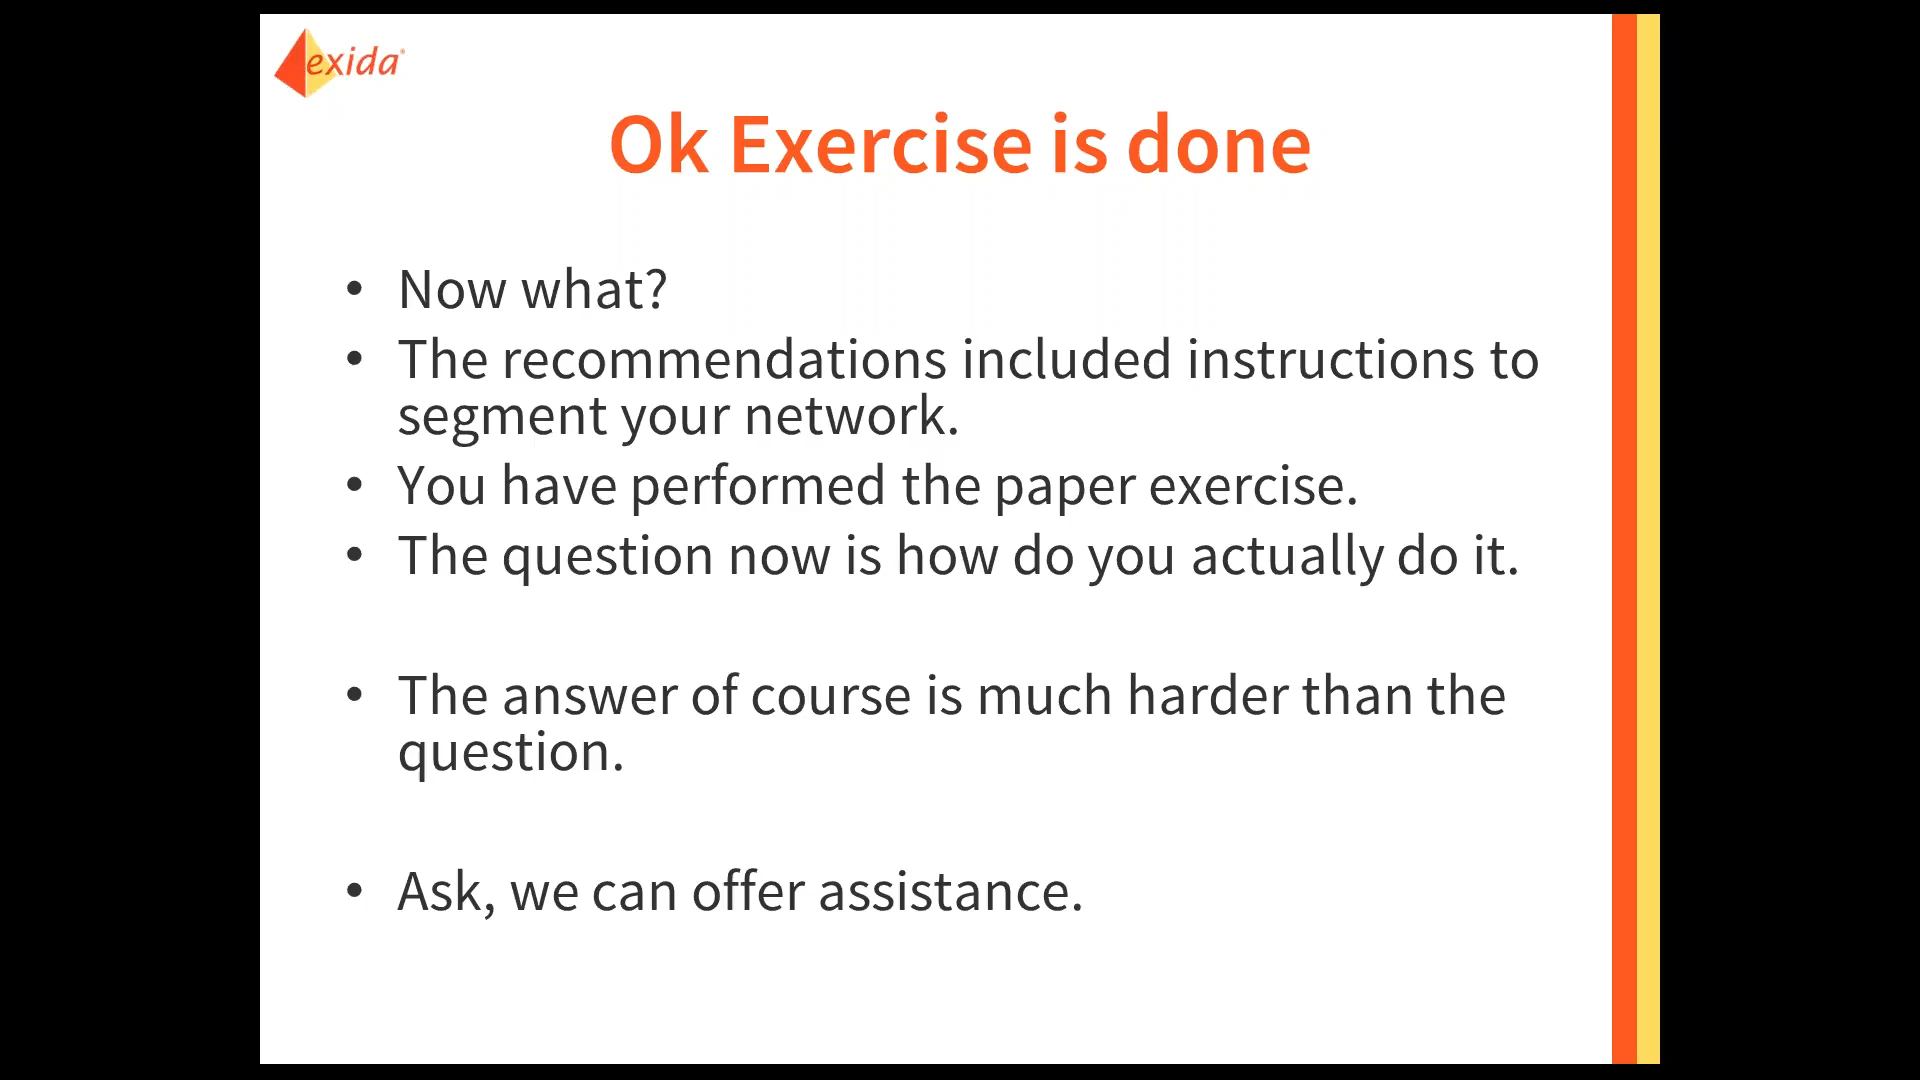 exida
Ok Exercise is done
• Now what?
• The recommendations included instructions to
segment your network.
• You have performed the paper exercise.
• The question now is how do you actually do it.
• The answer of course is much harder than the
question.
• Ask, we can offer assistance.